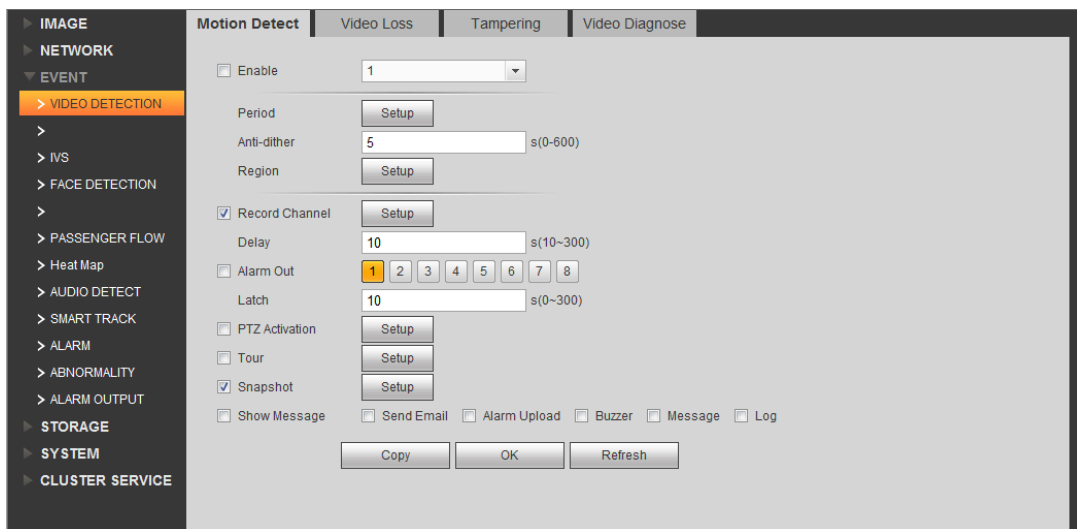 IMAGE
NETWORK
EVENT
> VIDEO DETECTION
>
> IVS
> FACE DETECTION
>
> PASSENGER FLOW
> Heat Map
> AUDIO DETECT
> SMART TRACK
> ALARM
> ABNORMALITY
> ALARM OUTPUT
STORAGE
SYSTEM
CLUSTER SERVICE
Motion Detect Video Loss Tampering Video Diagnose
Enable 1
Period Setup
Anti-dither 5 s(0-600)
Region Setup
Record Channel Setup
Delay 10 s(10~300)
Alarm Out 1 2 3 4 5 6 7 8
Latch 10 s(0~300)
PTZ Activation Setup
Tour Setup
Snapshot Setup
Show Message Send Email Alarm Upload Buzzer Message Log
Copy OK Refresh